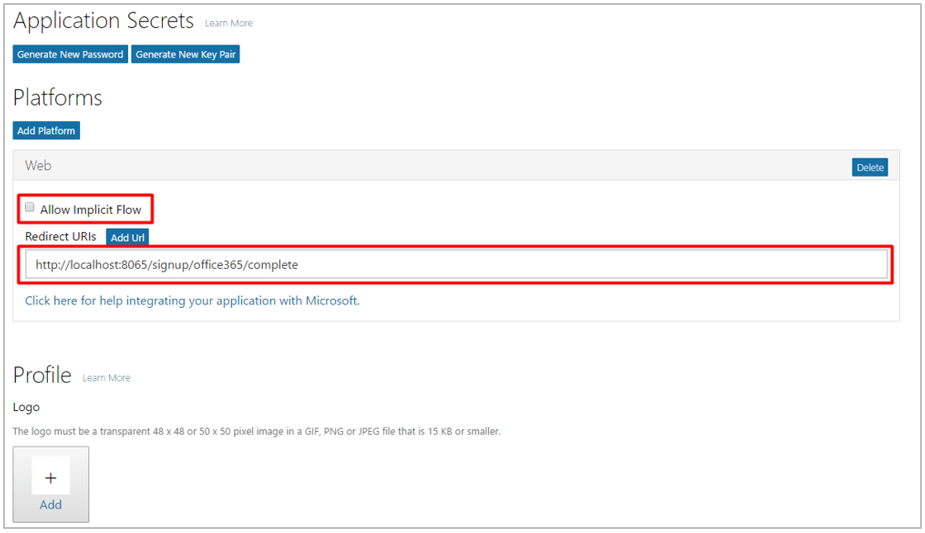 Application Secrets Learn More
Generate New Password Generate New Key Pair
Platforms
Add Platform
Web Delete
Allow Implicit Flow
Redirect URIs Add Url
http://localhost:8065/signup/office365/complete
Click here for help integrating your application with Microsoft.
Profile Learn More
Logo
The logo must be a transparent 48 x 48 or 50 x 50 pixel image in a GIF, PNG or JPEG file that is 15 KB or smaller.
+
Add